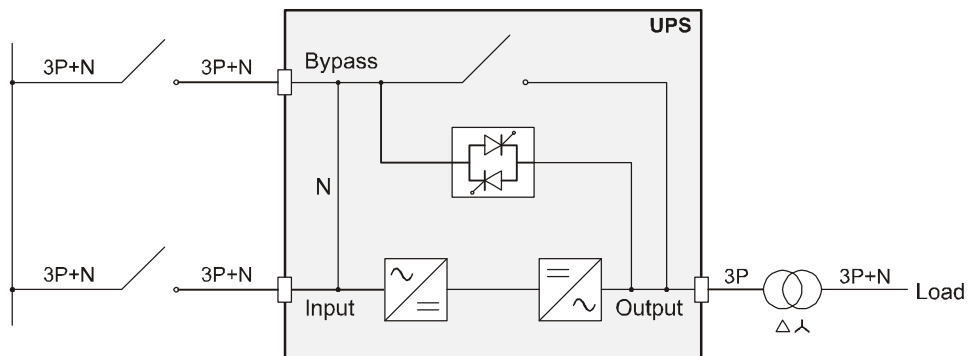 UPS
3P+N
3P+N
Bypass
N
3P+N
3P+N
Input
Output
3P
3P+N
Load